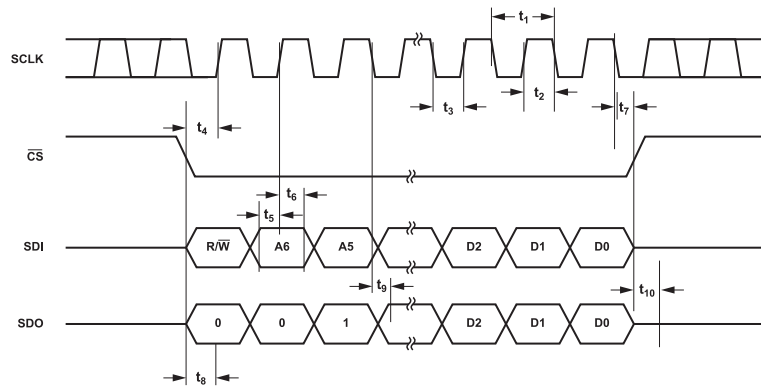 t1
SCLK
t3
t2
t7
t4
CS
t6
t5
SDI
R/W
A6
A5
D2
D1
D0
t9
t10
SDO
0
0
1
D2
D1
D0
t8